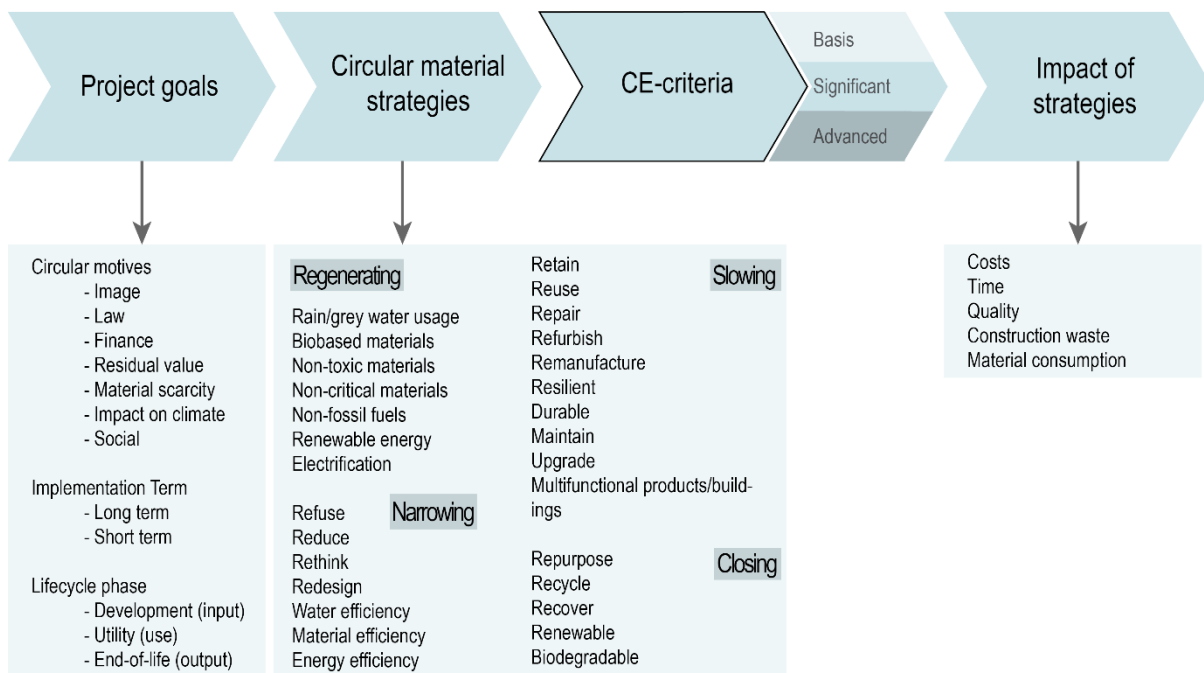 Project goals
Circular material
strategies
CE-criteria
Basis
Significant
Advanced
Impact of
strategies
Circular motives
- Image
- Law
- Finance
- Residual value
- Material scarcity
- Impact on climate
- Social
Implementation Term
- Long term
- Short term
Lifecycle phase
- Development (input)
- Utility (use)
- End-of-life (output)
Regenerating
Rain/grey water usage
Biobased materials
Non-toxic materials
Non-critical materials
Non-fossil fuels
Renewable energy
Electrification
Narrowing
Refuse
Reduce
Rethink
Redesign
Water efficiency
Material efficiency
Energy efficiency
Slowing
Retain
Reuse
Repair
Refurbish
Remanufacture
Resilient
Durable
Maintain
Upgrade
Multifunctional products/build-
ings
Closing
Repurpose
Recycle
Recover
Renewable
Biodegradable
Costs
Time
Quality
Construction waste
Material consumption